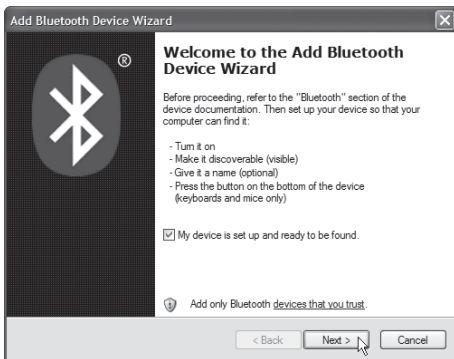 Add Bluetooth Device Wizard
®
Welcome to the Add Bluetooth
Device Wizard
Before proceeding, refer to the "Bluetooth" section of the
device documentation. Then set up your device so that your
computer can find it:
- Turn it on
- Make it discoverable (visible)
- Give it a name (optional)
- Press the button on the bottom of the device
(keyboards and mice only)
My device is set up and ready to be found.
Add only Bluetooth devices that you trust.
< Back Next > Cancel